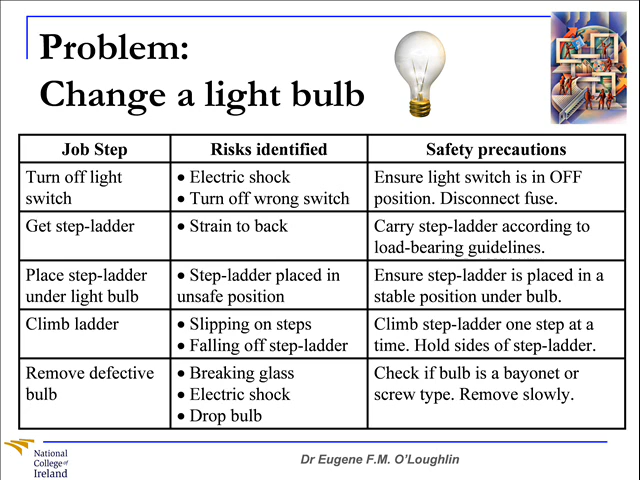 Problem:
Change a light bulb
Job Step
Risks identified
Safety precautions
Turn off light
switch
• Electric shock
• Turn off wrong switch
Ensure light switch is in OFF
position. Disconnect fuse.
Get step-ladder
• Strain to back
Carry step-ladder according to
load-bearing guidelines.
Place step-ladder
under light bulb
• Step-ladder placed in
unsafe position
Ensure step-ladder is placed in a
stable position under bulb.
Climb ladder
• Slipping on steps
• Falling off step-ladder
Climb step-ladder one step at a
time. Hold sides of step-ladder.
Remove defective
bulb
• Breaking glass
• Electric shock
• Drop bulb
Check if bulb is a bayonet or
screw type. Remove slowly.
National
College of
Ireland
Dr Eugene F.M. O’Loughlin